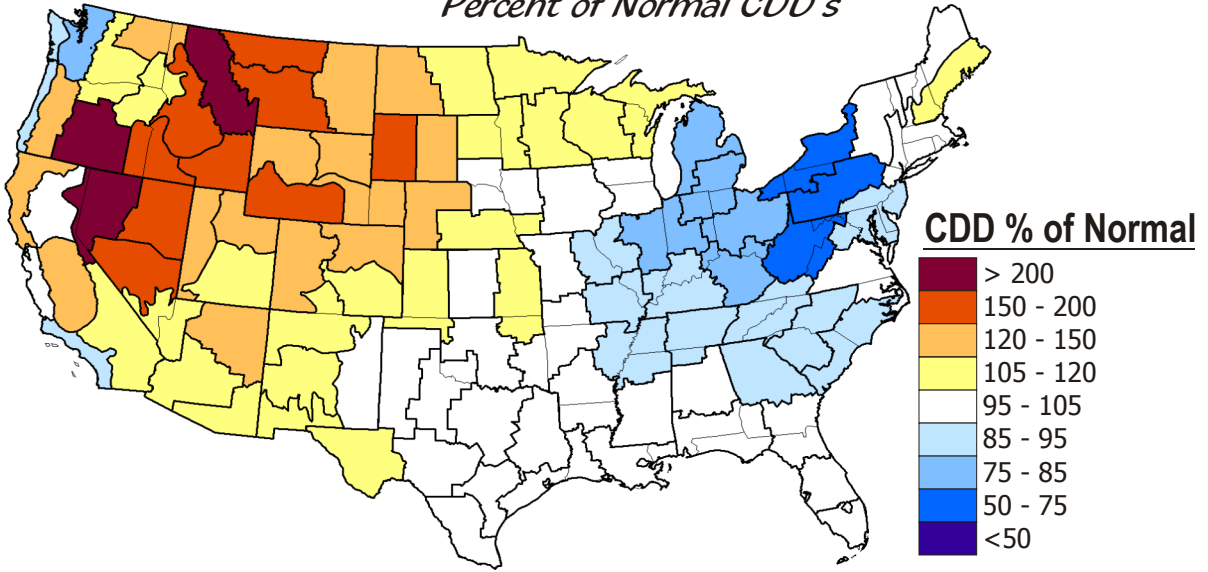 Percent of Normal CDD's
CDD % of Normal
> 200
150 - 200
120 - 150
105 - 120
95 - 105
85 - 95
75 - 85
50 - 75
<50